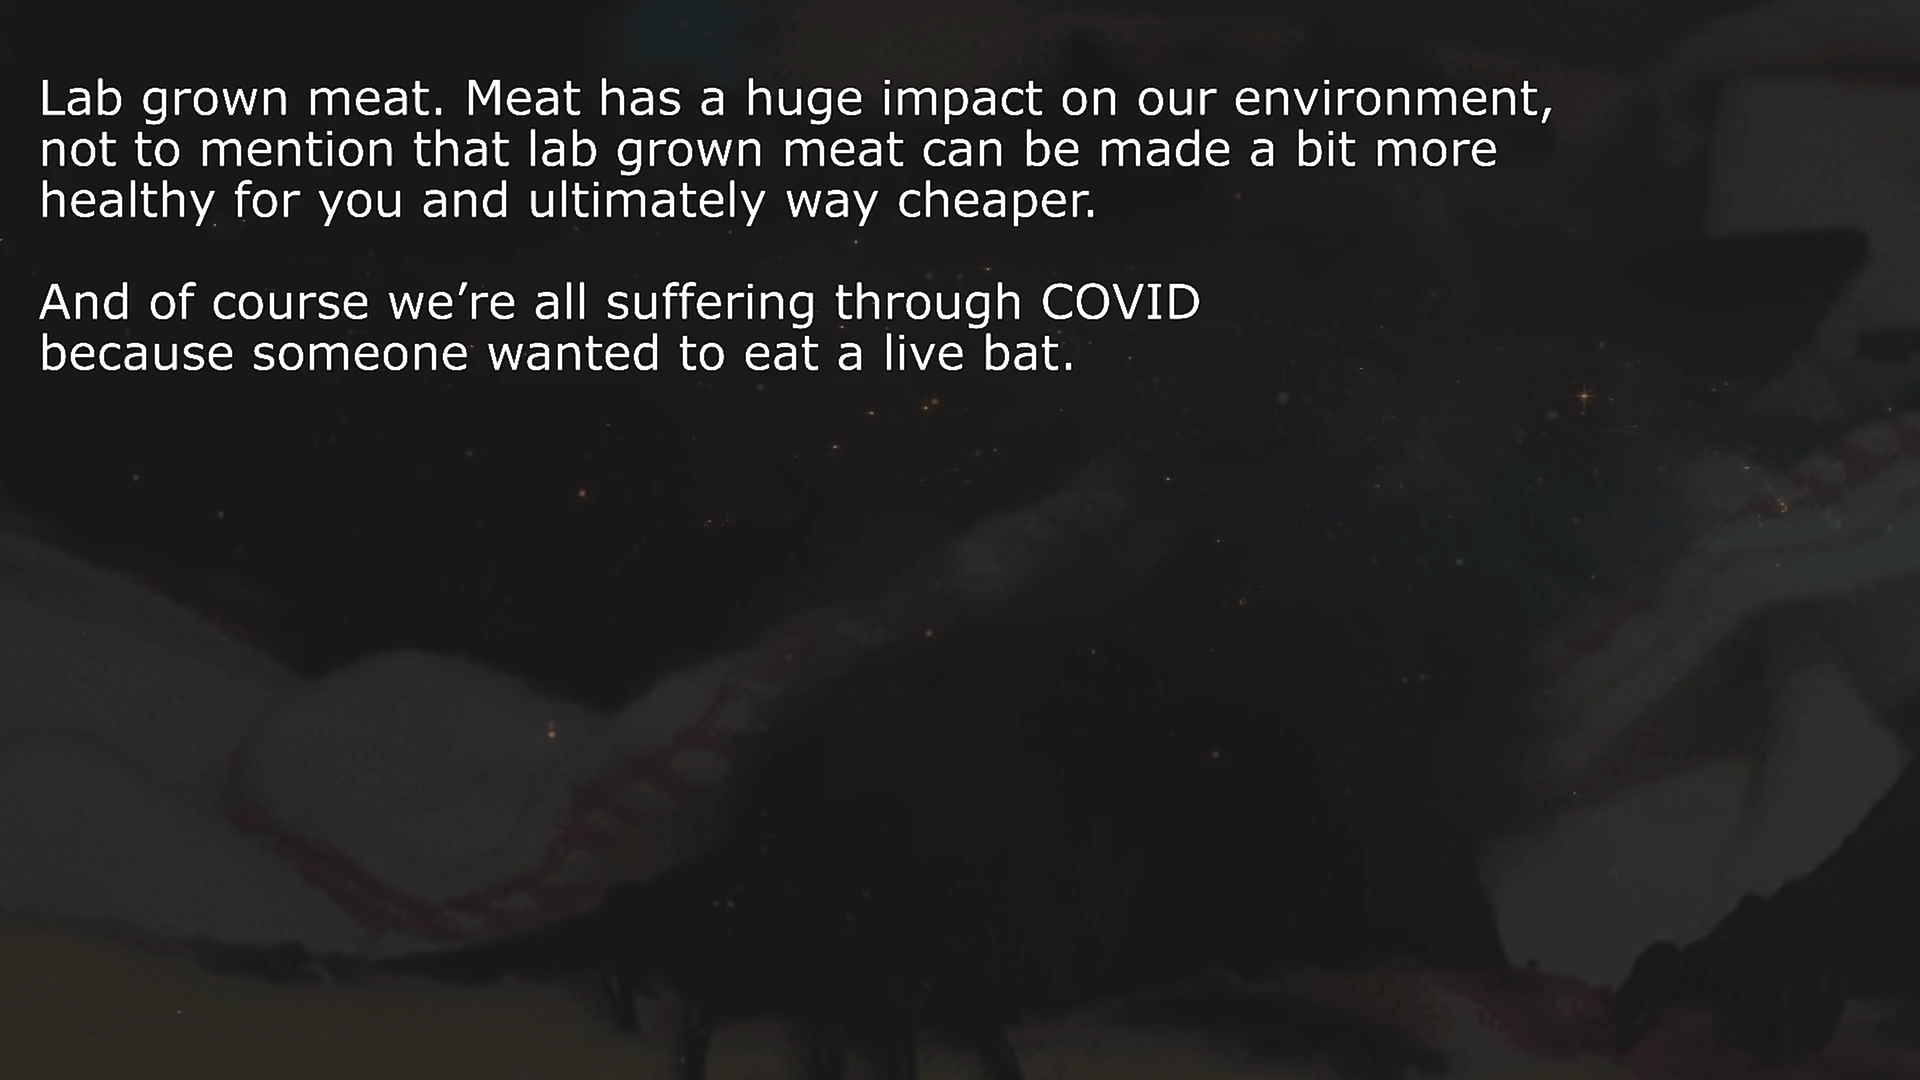 Lab grown meat. Meat has a huge impact on our environment,
not to mention that lab grown meat can be made a bit more
healthy for you and ultimately way cheaper.
And of course we’re all suffering through COVID
because someone wanted to eat a live bat.